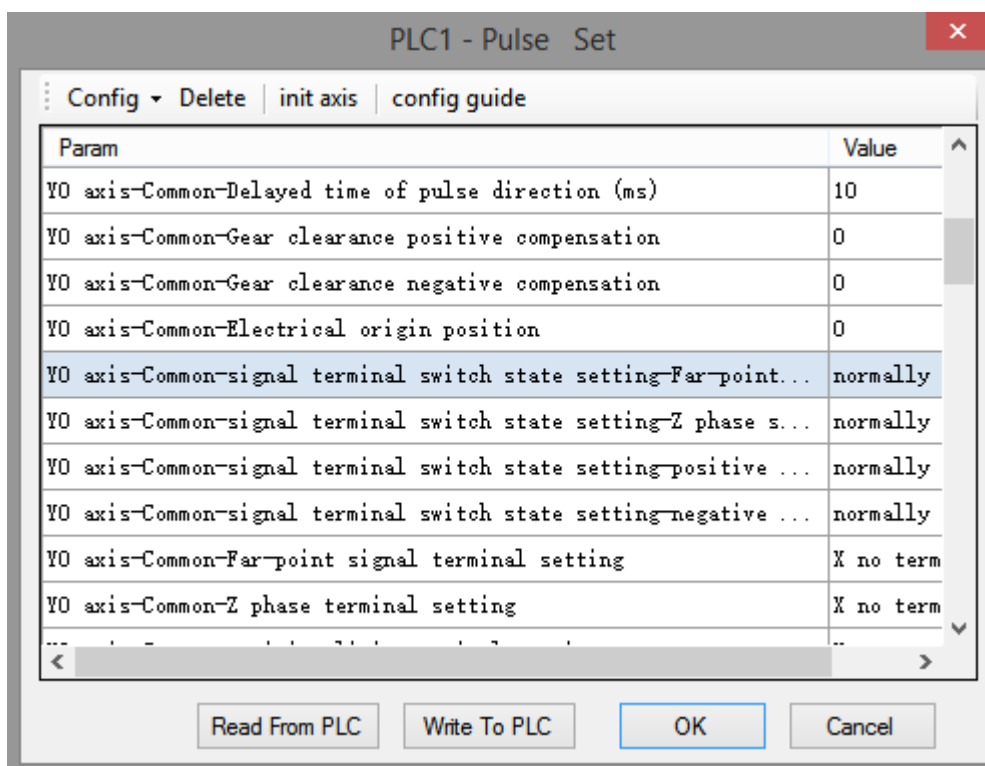 PLC1 - Pulse Set
Config Delete init axis config guide
Param Value
Y0 axis-Common-Delayed time of pulse direction (ms) 10
Y0 axis-Common-Gear clearance positive compensation 0
Y0 axis-Common-Gear clearance negative compensation 0
Y0 axis-Common-Electrical origin position 0
Y0 axis-Common-signal terminal switch state setting-Far-point... normally
Y0 axis-Common-signal terminal switch state setting-Z phase s... normally
Y0 axis-Common-signal terminal switch state setting-positive ... normally
Y0 axis-Common-signal terminal switch state setting-negative ... normally
Y0 axis-Common-Far-point signal terminal setting X no term
Y0 axis-Common-Z phase terminal setting X no term
Read From PLC Write To PLC OK Cancel